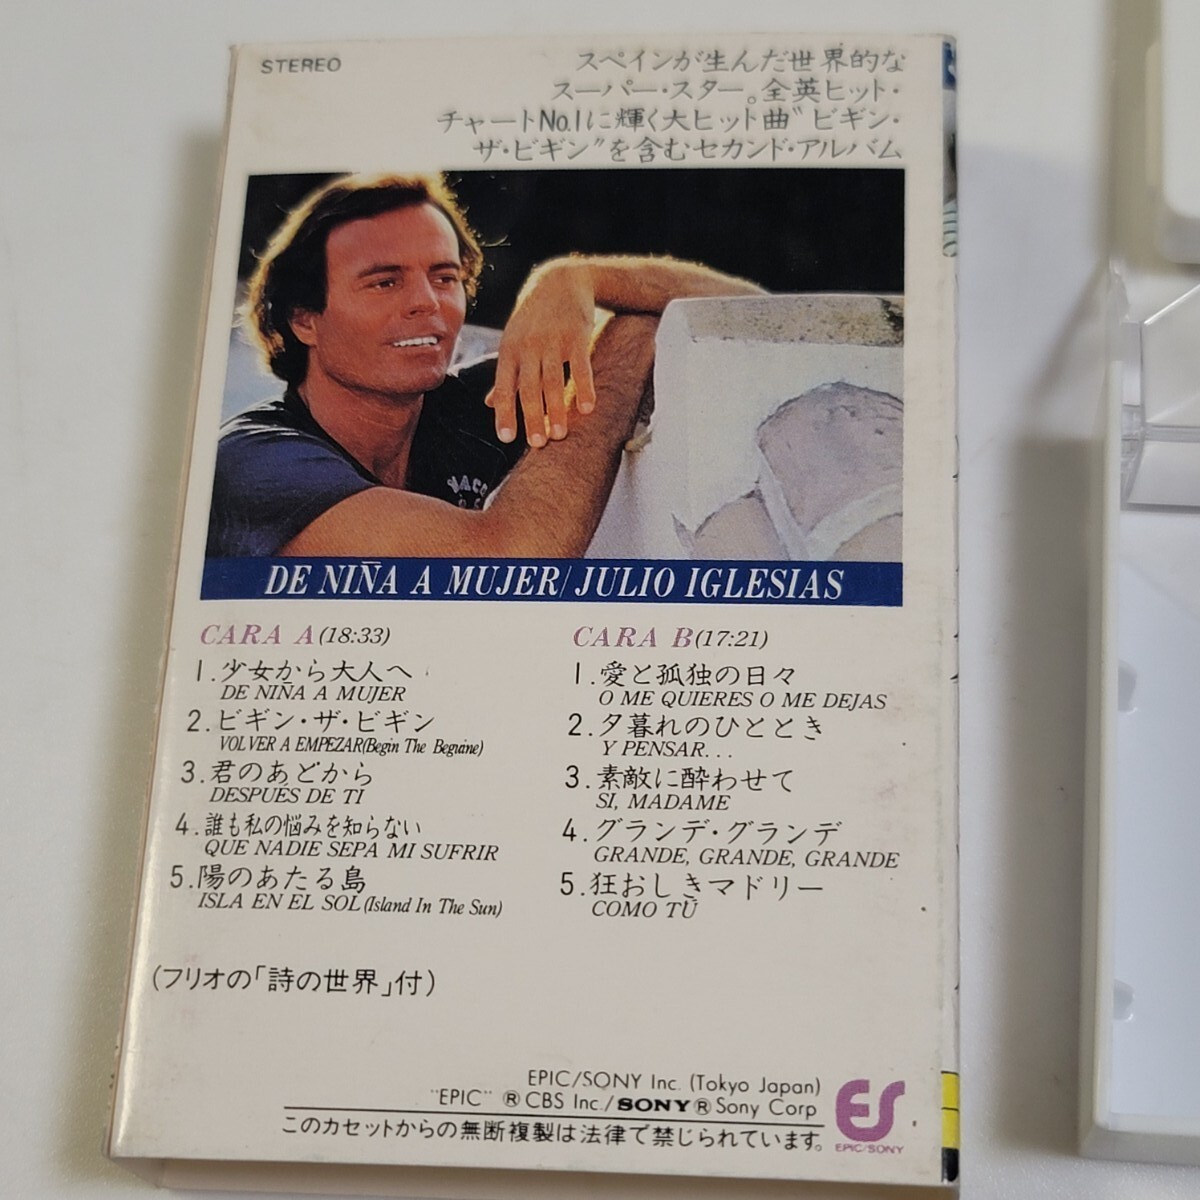 STEREO
スペインが生んだ世界的な
スーパー・スター。全英ヒット・
チャートNo.1に輝く大ヒット曲"ビギン・
ザ・ビギン"を含むセカンド・アルバム
DE NIÑA A MUJER/JULIO IGLESIAS
CARA A(18:33)
1.少女から大人へ
DE NIÑA A MUJER
2.ビギン・ザ・ビギン
VOLVER A EMPEZAR(Begin The Beguine)
3.君のあとから
DESPUÉS DE TI
4.誰も私の悩みを知らない
QUE NADIE SEPA MI SUFRIR
5.陽のあたる島
ISLA EN EL SOL(Island In The Sun)
CARA B(17:21)
1.愛と孤独の日々
O ME QUIERES O ME DEJAS
2.夕暮れのひととき
Y PENSAR...
3.素敵に酔わせて
SI, MADAME
4.グランデ・グランデ
GRANDE, GRANDE, GRANDE
5.狂おしきマドリー
COMO TÚ
(フリオの「詩の世界」付)
EPIC/SONY Inc. (Tokyo Japan)
"EPIC" ® CBS Inc./SONY® Sony Corp
このカセットからの無断複製は法律で禁じられています。
ES
EPIC/SONY